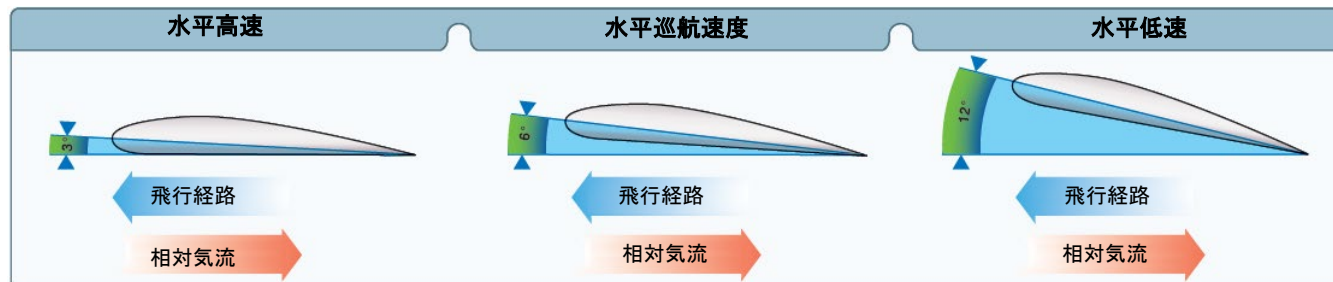 水平高速
水平巡航速度
水平低速
3°
6°
12°
飛行経路
飛行経路
飛行経路
相対気流
相対気流
相対気流